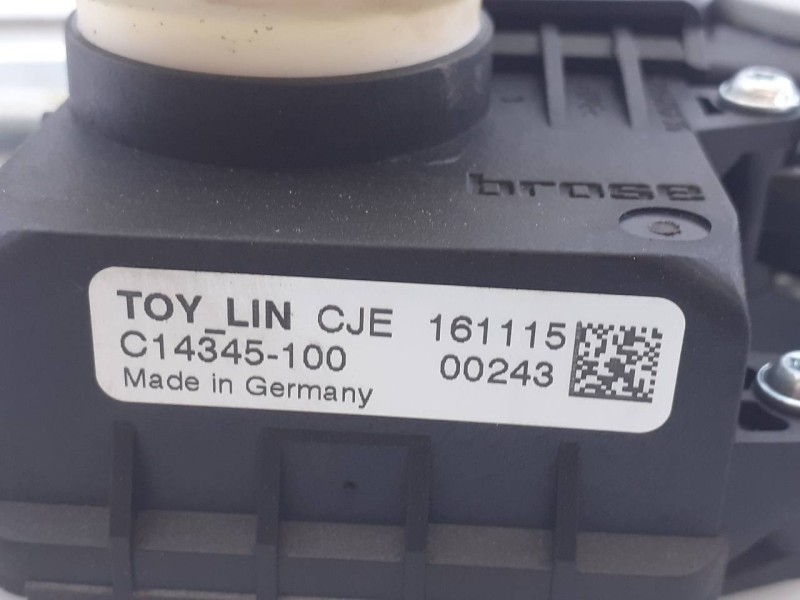 brose
TOY_LIN CJE 161115
C14345-100 00243
Made in Germany